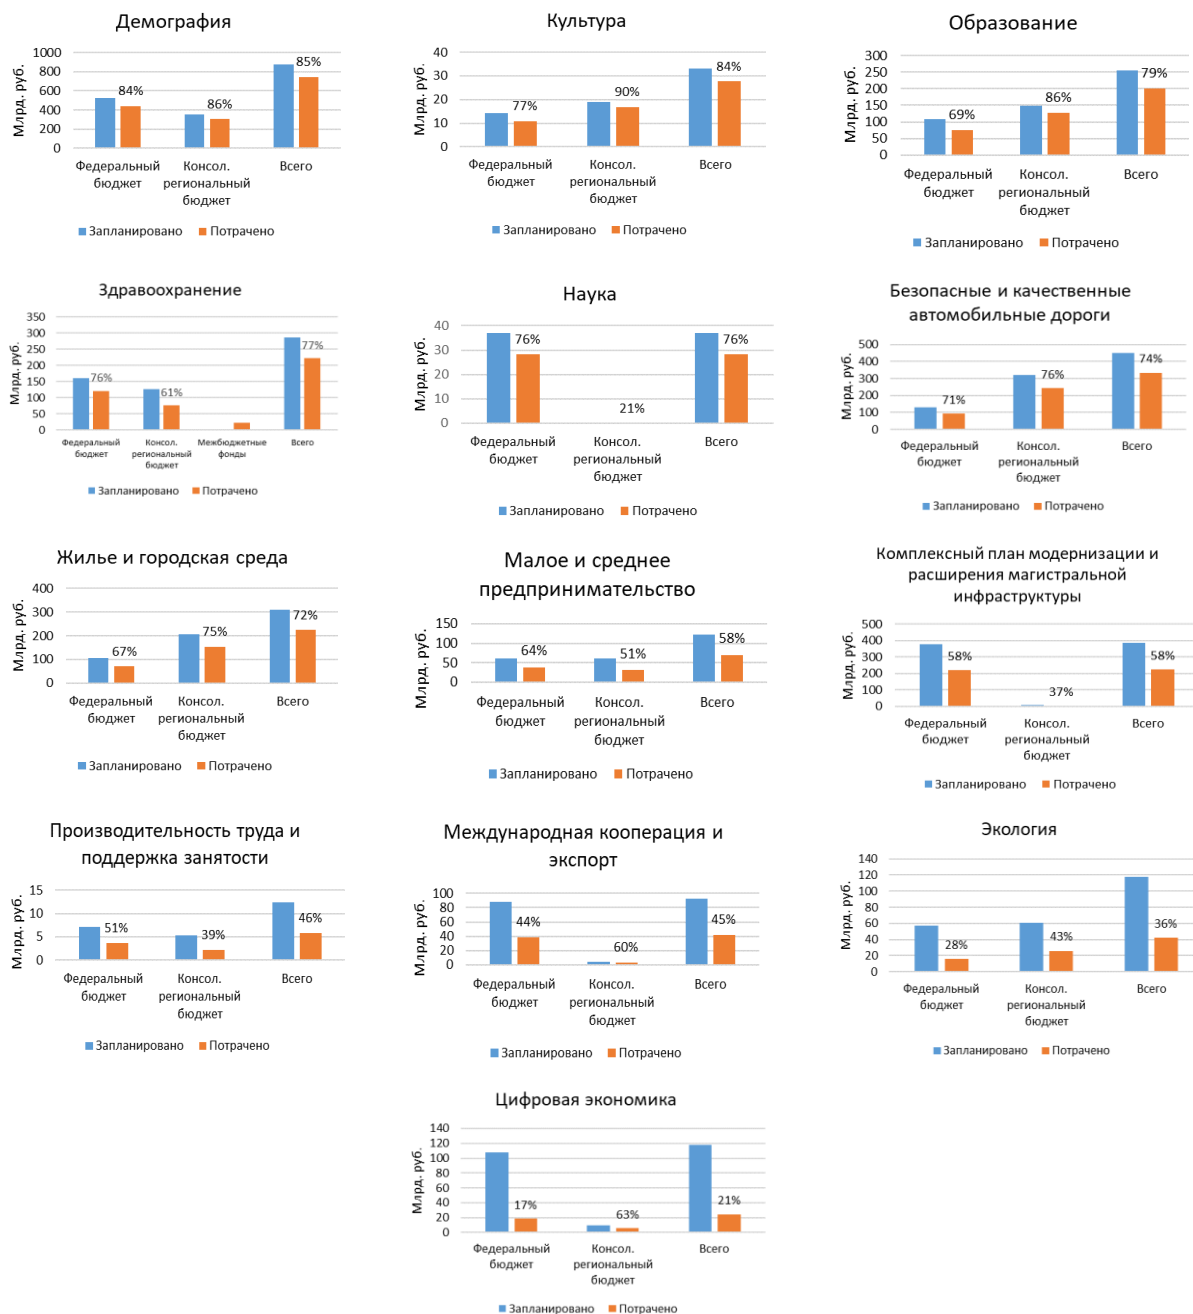 Демография
Млрд. руб.
1000
800
600
400
200
0
84%
86%
85%
Федеральный
бюджет
Консол.
региональный
бюджет
Всего
Запланировано
Потрачено
Культура
Млрд. руб.
40
30
20
10
0
77%
90%
84%
Федеральный
бюджет
Консол.
региональный
бюджет
Всего
Запланировано
Потрачено
Образование
Млрд. руб.
300
250
200
150
100
50
0
69%
86%
79%
Федеральный
бюджет
Консол.
региональный
бюджет
Всего
Запланировано
Потрачено
Здравоохранение
Млрд. руб.
350
300
250
200
150
100
50
0
76%
61%
77%
Федеральный
бюджет
Консол.
региональный
бюджет
Межбюджетные
фонды
Всего
Запланировано
Потрачено
Наука
Млрд. руб.
40
30
20
10
0
76%
21%
76%
Федеральный
бюджет
Консол.
региональный
бюджет
Всего
Запланировано
Потрачено
Безопасные и качественные
автомобильные дороги
Млрд. руб.
500
400
300
200
100
0
71%
76%
74%
Федеральный
бюджет
Консол.
региональный
бюджет
Всего
Запланировано
Потрачено
Жилье и городская среда
Млрд. руб.
400
300
200
100
0
67%
75%
72%
Федеральный
бюджет
Консол.
региональный
бюджет
Всего
Запланировано
Потрачено
Малое и среднее
предпринимательство
Млрд. руб.
150
100
50
0
64%
51%
58%
Федеральный
бюджет
Консол.
региональный
бюджет
Всего
Запланировано
Потрачено
Комплексный план модернизации и
расширения магистральной
инфраструктуры
Млрд. руб.
500
400
300
200
100
0
58%
37%
58%
Федеральный
бюджет
Консол.
региональный
бюджет
Всего
Запланировано
Потрачено
Производительность труда и
поддержка занятости
Млрд. руб.
15
10
5
0
51%
39%
46%
Федеральный
бюджет
Консол.
региональный
бюджет
Всего
Запланировано
Потрачено
Международная кооперация и
экспорт
Млрд. руб.
100
80
60
40
20
0
44%
60%
45%
Федеральный
бюджет
Консол.
региональный
бюджет
Всего
Запланировано
Потрачено
Экология
Млрд. руб.
140
120
100
80
60
40
20
0
28%
43%
36%
Федеральный
бюджет
Консол.
региональный
бюджет
Всего
Запланировано
Потрачено
Цифровая экономика
Млрд. руб.
140
120
100
80
60
40
20
0
17%
63%
21%
Федеральный
бюджет
Консол.
региональный
бюджет
Всего
Запланировано
Потрачено